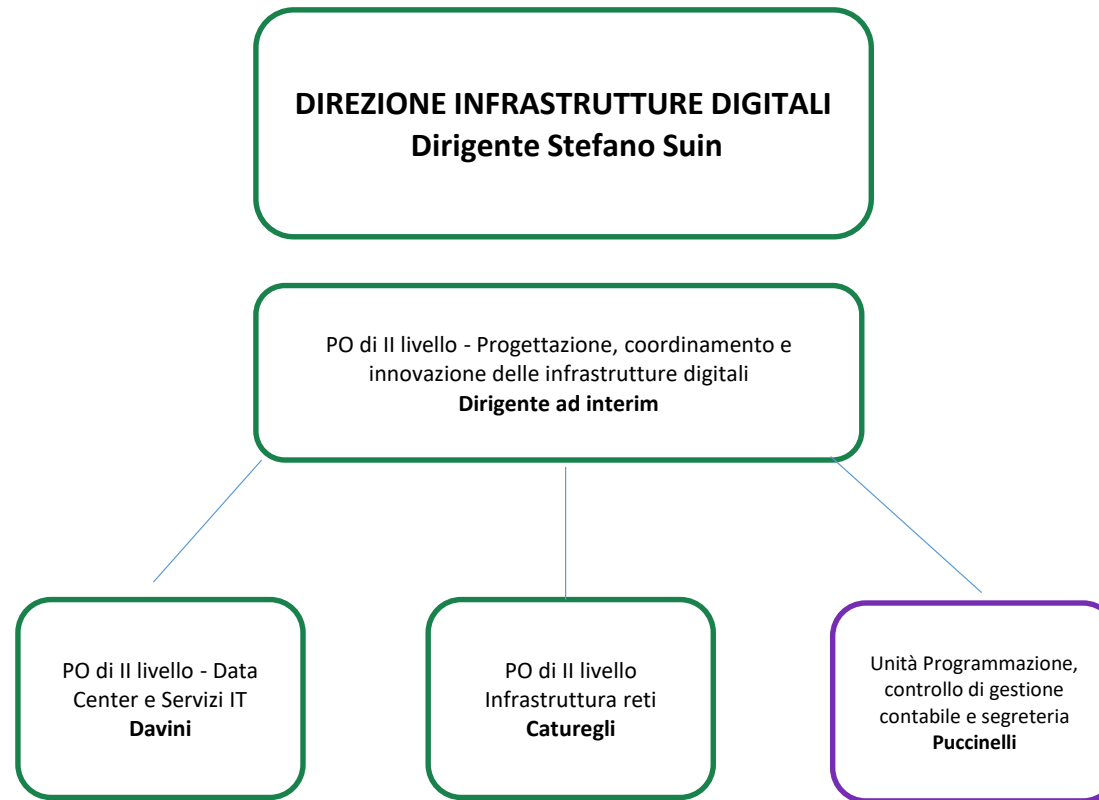 DIREZIONE INFRASTRUTTURE DIGITALI
Dirigente Stefano Suin
PO di II livello - Progettazione, coordinamento e
innovazione delle infrastrutture digitali
Dirigente ad interim
PO di II livello - Data
Center e Servizi IT
Davini
PO di II livello
Infrastruttura reti
Caturegli
Unità Programmazione,
controllo di gestione
contabile e segreteria
Puccinelli